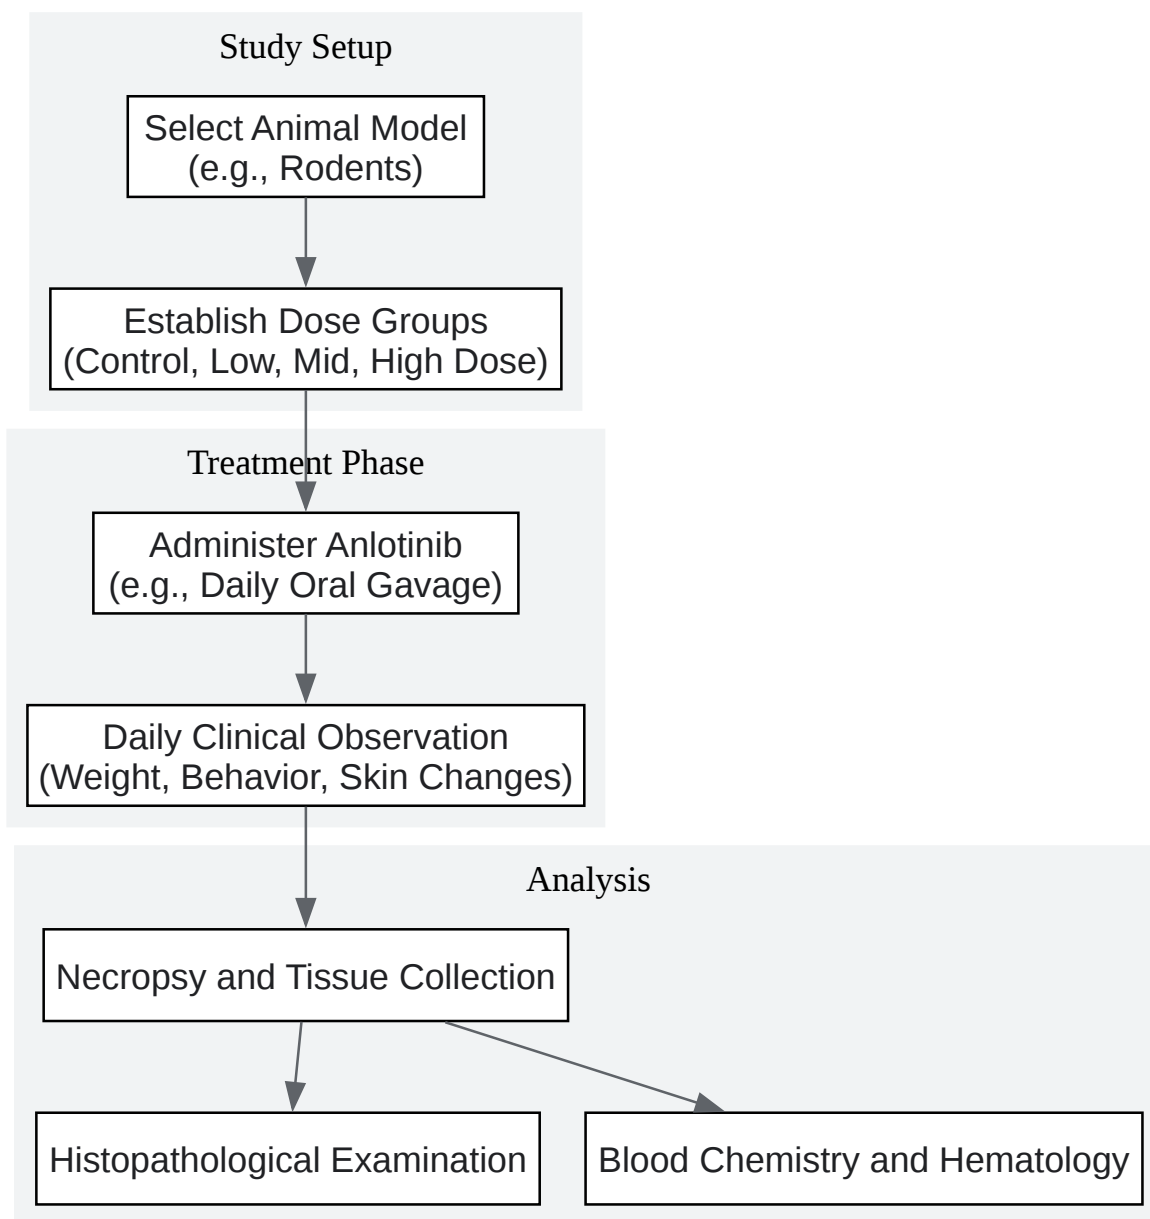 Study Setup
Select Animal Model
(e.g., Rodents)
Establish Dose Groups
(Control, Low, Mid, High Dose)
Treatment Phase
Administer Anlotinib
(e.g., Daily Oral Gavage)
Daily Clinical Observation
(Weight, Behavior, Skin Changes)
Analysis
Necropsy and Tissue Collection
Histopathological Examination
Blood Chemistry and Hematology